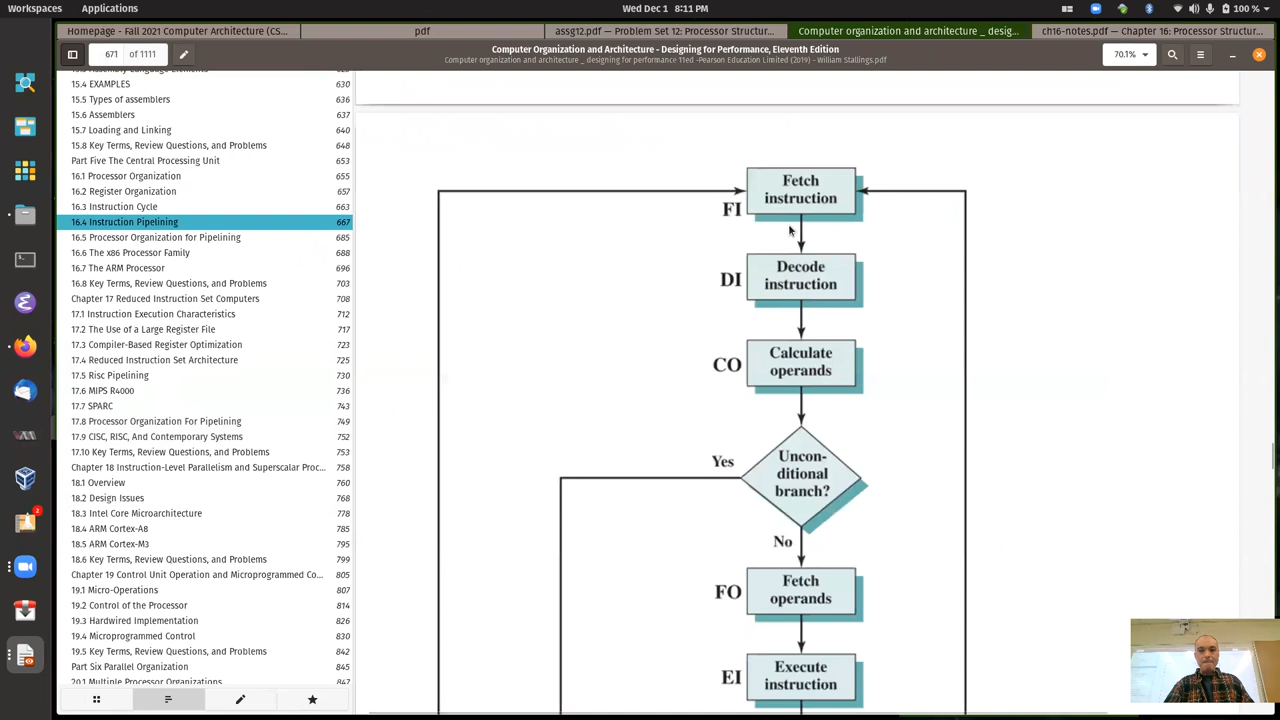 Workspaces Applications Wed Dec 1 8:11 PM 100 %
Homepage - Fall 2021 Computer Architecture (CS... pdf assg12.pdf — Problem Set 12: Processor Structur... Computer organization and architecture _ desig... ch16-notes.pdf — Chapter 16: Processor Structur...
671 of 1111 Computer Organization and Architecture - Designing for Performance, Eleventh Edition 70.1%
'Computer organization and architecture _ designing for performance 11ed -Pearson Education Limited (2019) - William Stallings.pdf
15.4 EXAMPLES 630
15.5 Types of assemblers 636
15.6 Assemblers 637
15.7 Loading and Linking 640
15.8 Key Terms, Review Questions, and Problems 648
Part Five The Central Processing Unit 653
16.1 Processor Organization 655
16.2 Register Organization 657
16.3 Instruction Cycle 663
16.4 Instruction Pipelining 667
16.5 Processor Organization for Pipelining 685
16.6 The x86 Processor Family 688
16.7 The ARM Processor 696
16.8 Key Terms, Review Questions, and Problems 703
Chapter 17 Reduced Instruction Set Computers 708
17.1 Instruction Execution Characteristics 712
17.2 The Use of a Large Register File 717
17.3 Compiler-Based Register Optimization 723
17.4 Reduced Instruction Set Architecture 725
17.5 Risc Pipelining 730
17.6 MIPS R4000 736
17.7 SPARC 743
17.8 Processor Organization For Pipelining 749
17.9 CISC, RISC, And Contemporary Systems 752
17.10 Key Terms, Review Questions, and Problems 753
Chapter 18 Instruction-Level Parallelism and Superscalar Proc... 758
18.1 Overview 760
18.2 Design Issues 768
18.3 Intel Core Microarchitecture 778
18.4 ARM Cortex-A8 785
18.5 ARM Cortex-M3 795
18.6 Key Terms, Review Questions, and Problems 799
Chapter 19 Control Unit Operation and Microprogrammed Co... 805
19.1 Micro-Operations 807
19.2 Control of the Processor 814
19.3 Hardwired Implementation 826
19.4 Microprogrammed Control 830
19.5 Key Terms, Review Questions, and Problems 842
Part Six Parallel Organization 845
20.1 Multiple Processor Organizations 847
2
Fetch
instruction
FI
Decode
instruction
DI
Calculate
operands
CO
Uncon-
ditional
branch?
Yes
No
Fetch
operands
FO
Execute
instruction
EI